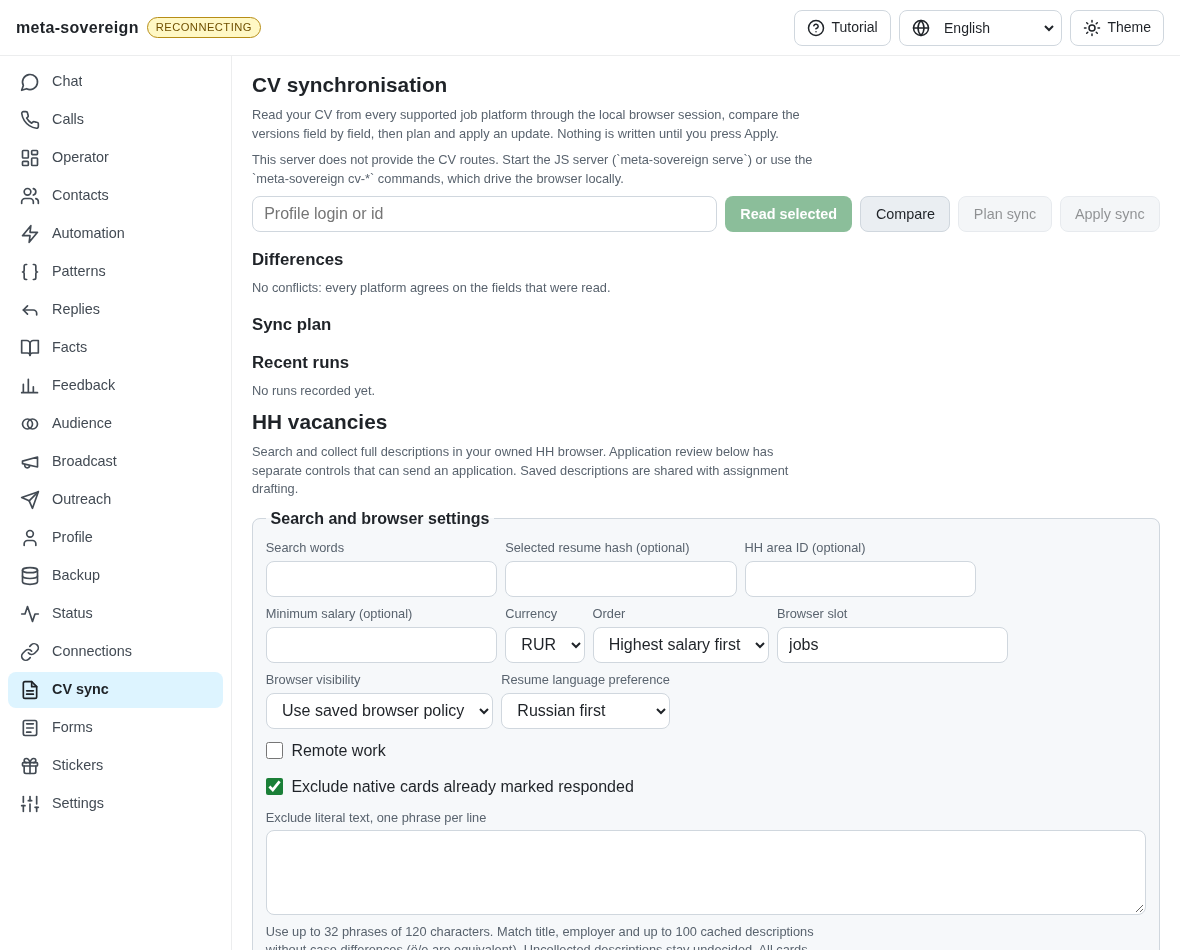 meta-sovereign
RECONNECTING
Tutorial
English
Theme
Chat
Calls
Operator
Contacts
Automation
Patterns
Replies
Facts
Feedback
Audience
Broadcast
Outreach
Profile
Backup
Status
Connections
CV sync
Forms
Stickers
Settings
CV synchronisation
Read your CV from every supported job platform through the local browser session, compare the
versions field by field, then plan and apply an update. Nothing is written until you press Apply.
This server does not provide the CV routes. Start the JS server (`meta-sovereign serve`) or use the
`meta-sovereign cv-*` commands, which drive the browser locally.
Profile login or id
Read selected
Compare
Plan sync
Apply sync
Differences
No conflicts: every platform agrees on the fields that were read.
Sync plan
Recent runs
No runs recorded yet.
HH vacancies
Search and collect full descriptions in your owned HH browser. Application review below has
separate controls that can send an application. Saved descriptions are shared with assignment
drafting.
Search and browser settings
Search words
Selected resume hash (optional)
HH area ID (optional)
Minimum salary (optional)
Currency
Order
Browser slot
RUR
Highest salary first
jobs
Browser visibility
Resume language preference
Use saved browser policy
Russian first
Remote work
Exclude native cards already marked responded
Exclude literal text, one phrase per line
Use up to 32 phrases of 120 characters. Match title, employer and up to 100 cached descriptions
without case differences (ё/е are equivalent). Uncollected descriptions stay undecided. All cards